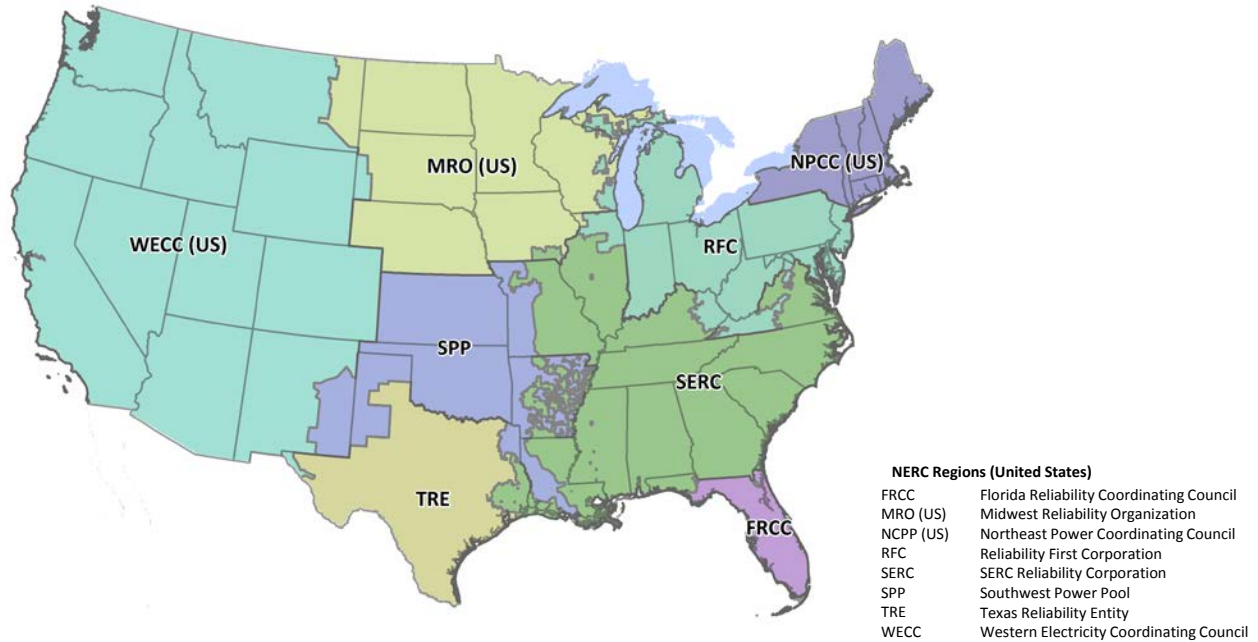 NPCC (US)
MRO (US)
WECC (US)
RFC
SPP
SERC
TRE
FRCC
NERC Regions (United States)
FRCC Florida Reliability Coordinating Council
MRO (US) Midwest Reliability Organization
NCPP (US) Northeast Power Coordinating Council
RFC Reliability First Corporation
SERC SERC Reliability Corporation
SPP Southwest Power Pool
TRE Texas Reliability Entity
WECC Western Electricity Coordinating Council